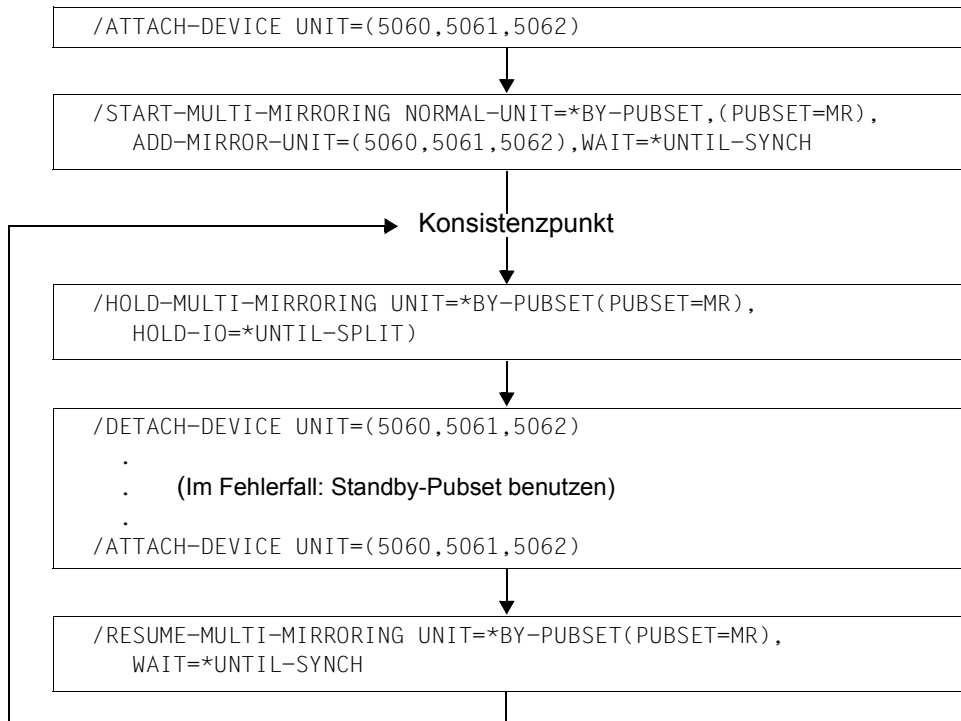 /ATTACH-DEVICE UNIT=(5060,5061,5062)
/START-MULTI-MIRRORING NORMAL-UNIT=*BY-PUBSET,(PUBSET=MR),
ADD-MIRROR-UNIT=(5060,5061,5062),WAIT=*UNTIL-SYNCH
Konsistenzpunkt
/HOLD-MULTI-MIRRORING UNIT=*BY-PUBSET(PUBSET=MR),
HOLD-IO=*UNTIL-SPLIT)
/DETACH-DEVICE UNIT=(5060,5061,5062)
.
. (Im Fehlerfall: Standby-Pubset benutzen)
.
/ATTACH-DEVICE UNIT=(5060,5061,5062)
/RESUME-MULTI-MIRRORING UNIT=*BY-PUBSET(PUBSET=MR),
WAIT=*UNTIL-SYNCH